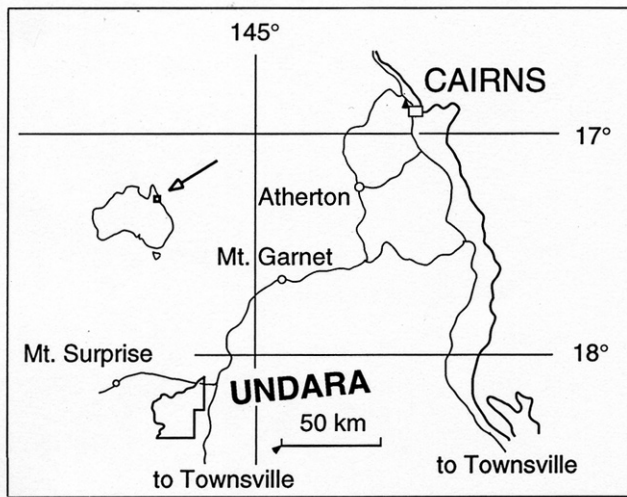 145°
CAIRNS
17°
Atherton
Mt. Garnet
Mt. Surprise
18°
UNDARA
50 km
to Townsville
to Townsville